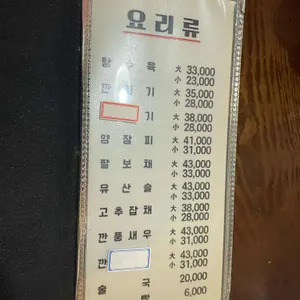 요리류
탕수육 大 33,000
小 23,000
깐 기 大 35,000
小 28,000
기 大 38,000
小 28,000
양장피 大 41,000
小 31,000
팔보채 大 43,000
小 33,000
유산슬 大 43,000
小 33,000
고추잡채 大 38,000
小 28,000
깐풍새우 大 43,000
小 31,000
깐 大 43,000
小 31,000
술국 20,000
빵 6,000